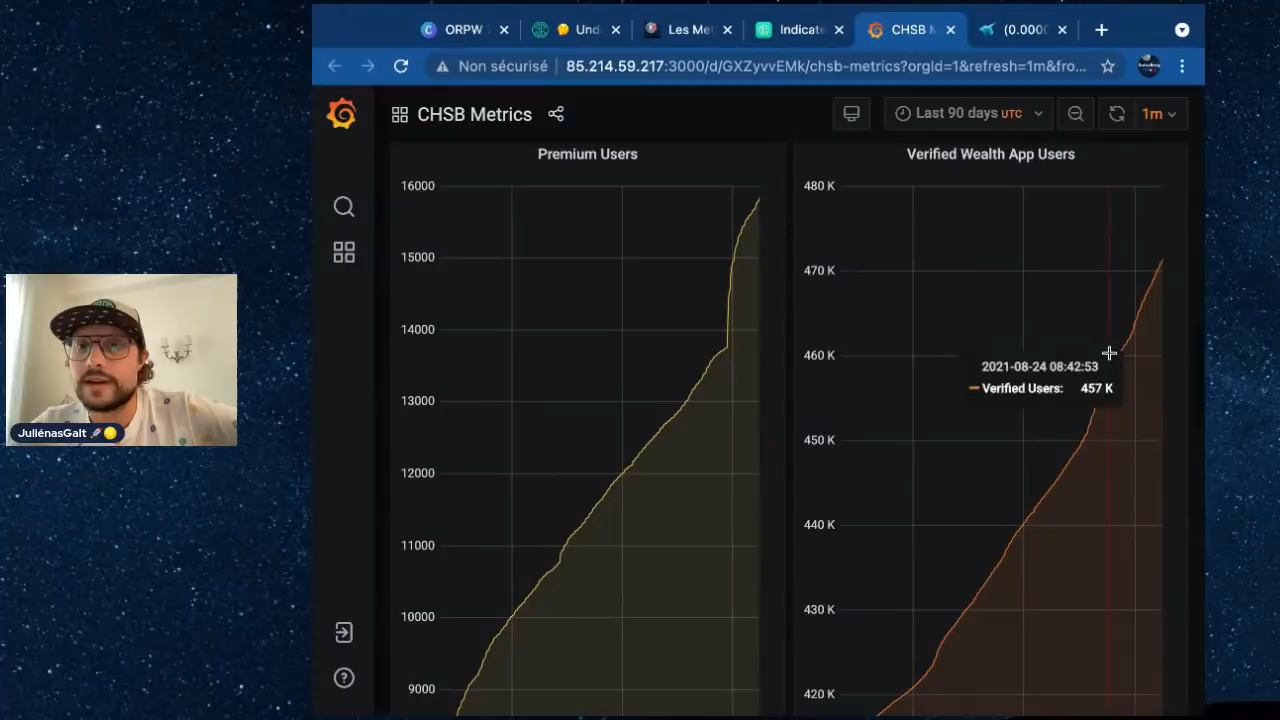 ORPW
Und
Les Me
Indicate
CHSB M
(0.000
Non sécurisé
85.214.59.217:3000/d/GXZyvvEMk/chsb-metrics?orgId=1&refresh=1m&fro...
CHSB Metrics
Last 90 days UTC
1m
Premium Users
16000
15000
14000
13000
12000
11000
10000
9000
Verified Wealth App Users
480 K
470 K
460 K
450 K
440 K
430 K
420 K
2021-08-24 08:42:53
Verified Users: 457 K
JuliénasGalt